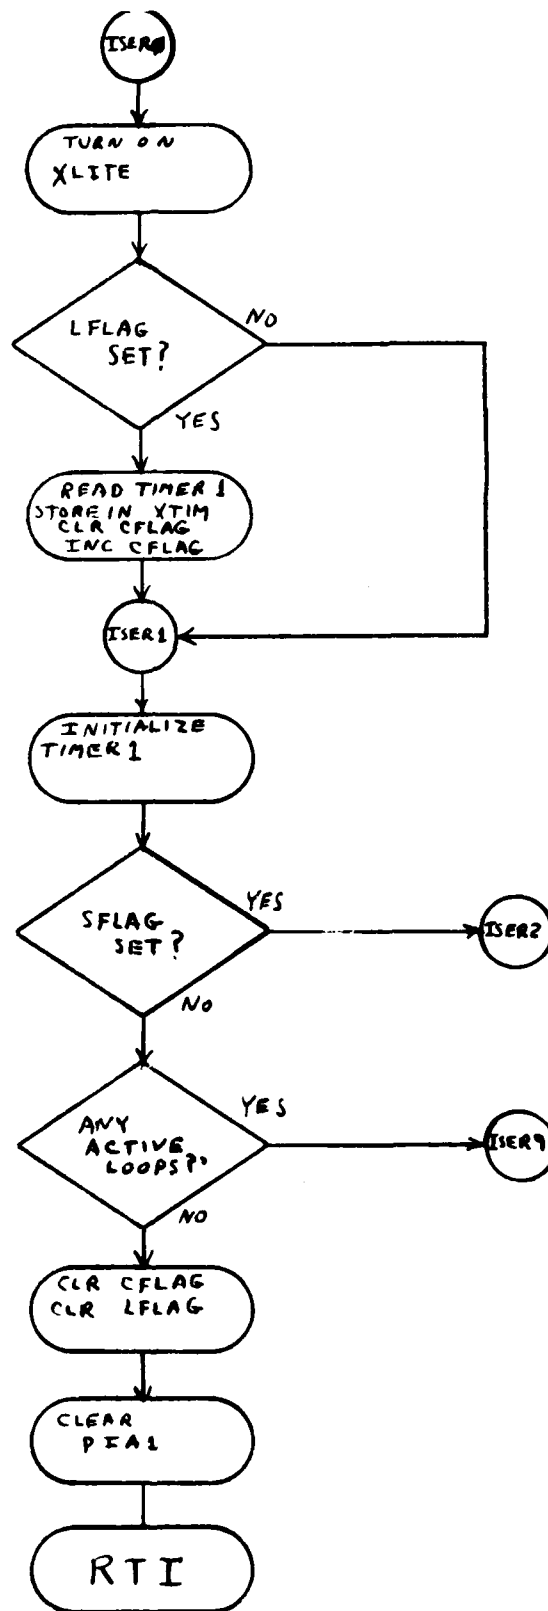 ISER0
TURN ON
XLITE
LFLAG
SET?
NO
YES
READ TIMER 1
STORE IN XTIM
CLR CFLAG
INC CFLAG
ISER1
INITIALIZE
TIMER 1
SFLAG
SET?
YES
ISER2
NO
ANY
ACTIVE
LOOPS?
YES
ISER9
NO
CLR CFLAG
CLR LFLAG
CLEAR
PIA1
RTI